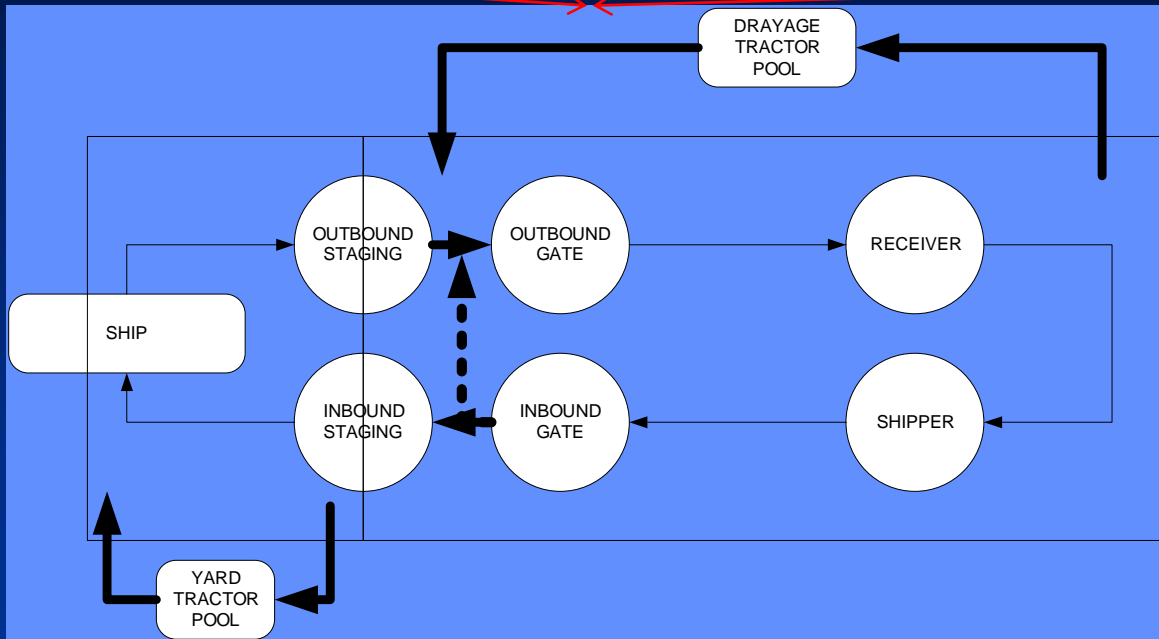 DRAYAGE
TRACTOR
POOL
OUTBOUND
STAGING
OUTBOUND
GATE
RECEIVER
SHIP
INBOUND
STAGING
INBOUND
GATE
SHIPPER
YARD
TRACTOR
POOL